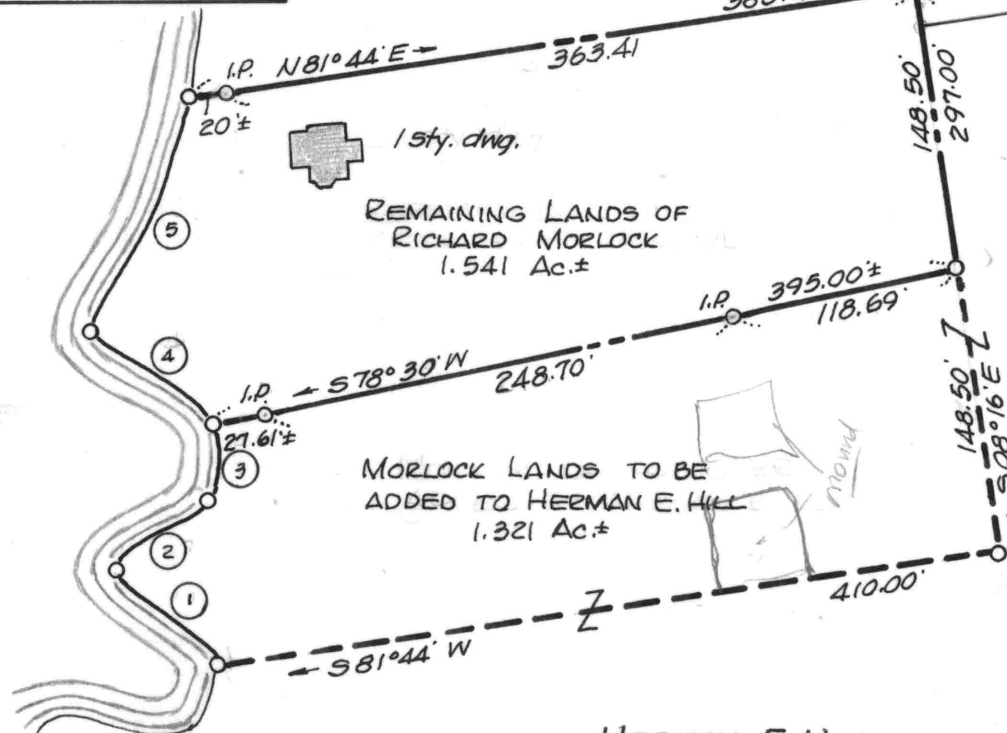 I.P.
N81°44'E
363.41
20'±
1 Sty. dwg.
148.50'
297.00'
5
REMAINING LANDS OF
RICHARD MORLOCK
1.541 Ac.±
4
I.P.
395.00'±
118.69'
I.P.
S78°30'W
248.70'
27.61'±
3
148.50'
S08°16'E
MORLOCK LANDS TO BE
ADDED TO HERMAN E. HILL
1.321 Ac.±
Mound
2
1
410.00'
S81°44'W